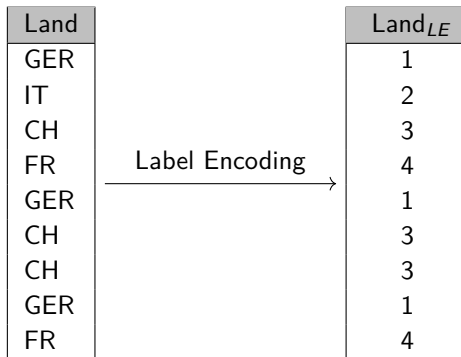 Land Land_LE
GER 1
IT 2
CH 3
FR 4
Label Encoding
GER 1
CH 3
CH 3
GER 1
FR 4